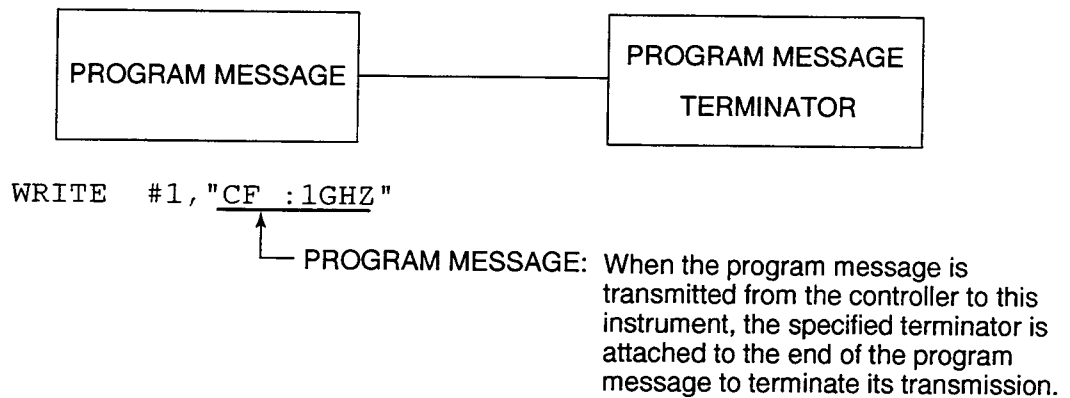 PROGRAM MESSAGE
PROGRAM MESSAGE
TERMINATOR
WRITE #1,"CF :1GHZ"
PROGRAM MESSAGE: When the program message is
transmitted from the controller to this
instrument, the specified terminator is
attached to the end of the program
message to terminate its transmission.